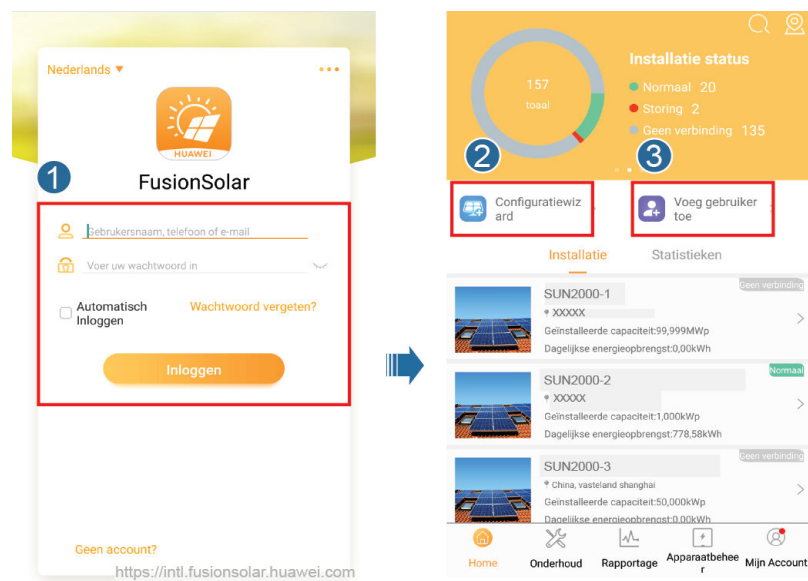 Nederlands
HUAWEI
1
FusionSolar
Gebrukersnaam, telefoon of e-mail
Voer uw wachtwoord in
Automatisch
Inloggen
Wachtwoord vergeten?
Inloggen
Geen account?
https://intl.fusionsolar.huawei.com
157
toaal
Installatie status
Normaal 20
Storing 2
Geen verbinding 135
2
3
Configuratiewiz
ard
Voeg gebruiker
toe
Installatie
Statistieken
Geen verbinding
SUN2000-1
XXXXX
Geïnstalleerde capaciteit:99,999MWp
Dagelijkse energieopbrengst:0,00kWh
Normaal
SUN2000-2
XXXXX
Geïnstalleerde capaciteit:1,000kWp
Dagelijkse energieopbrengst:778,58kWh
Geen verbinding
SUN2000-3
China, vasteland shanghai
Geïnstalleerde capaciteit:50,000kWp
Dagelijkse energieopbrengst:0,00kWh
Home
Onderhoud
Rapportage
Apparaatbehee
r
Mijn Account